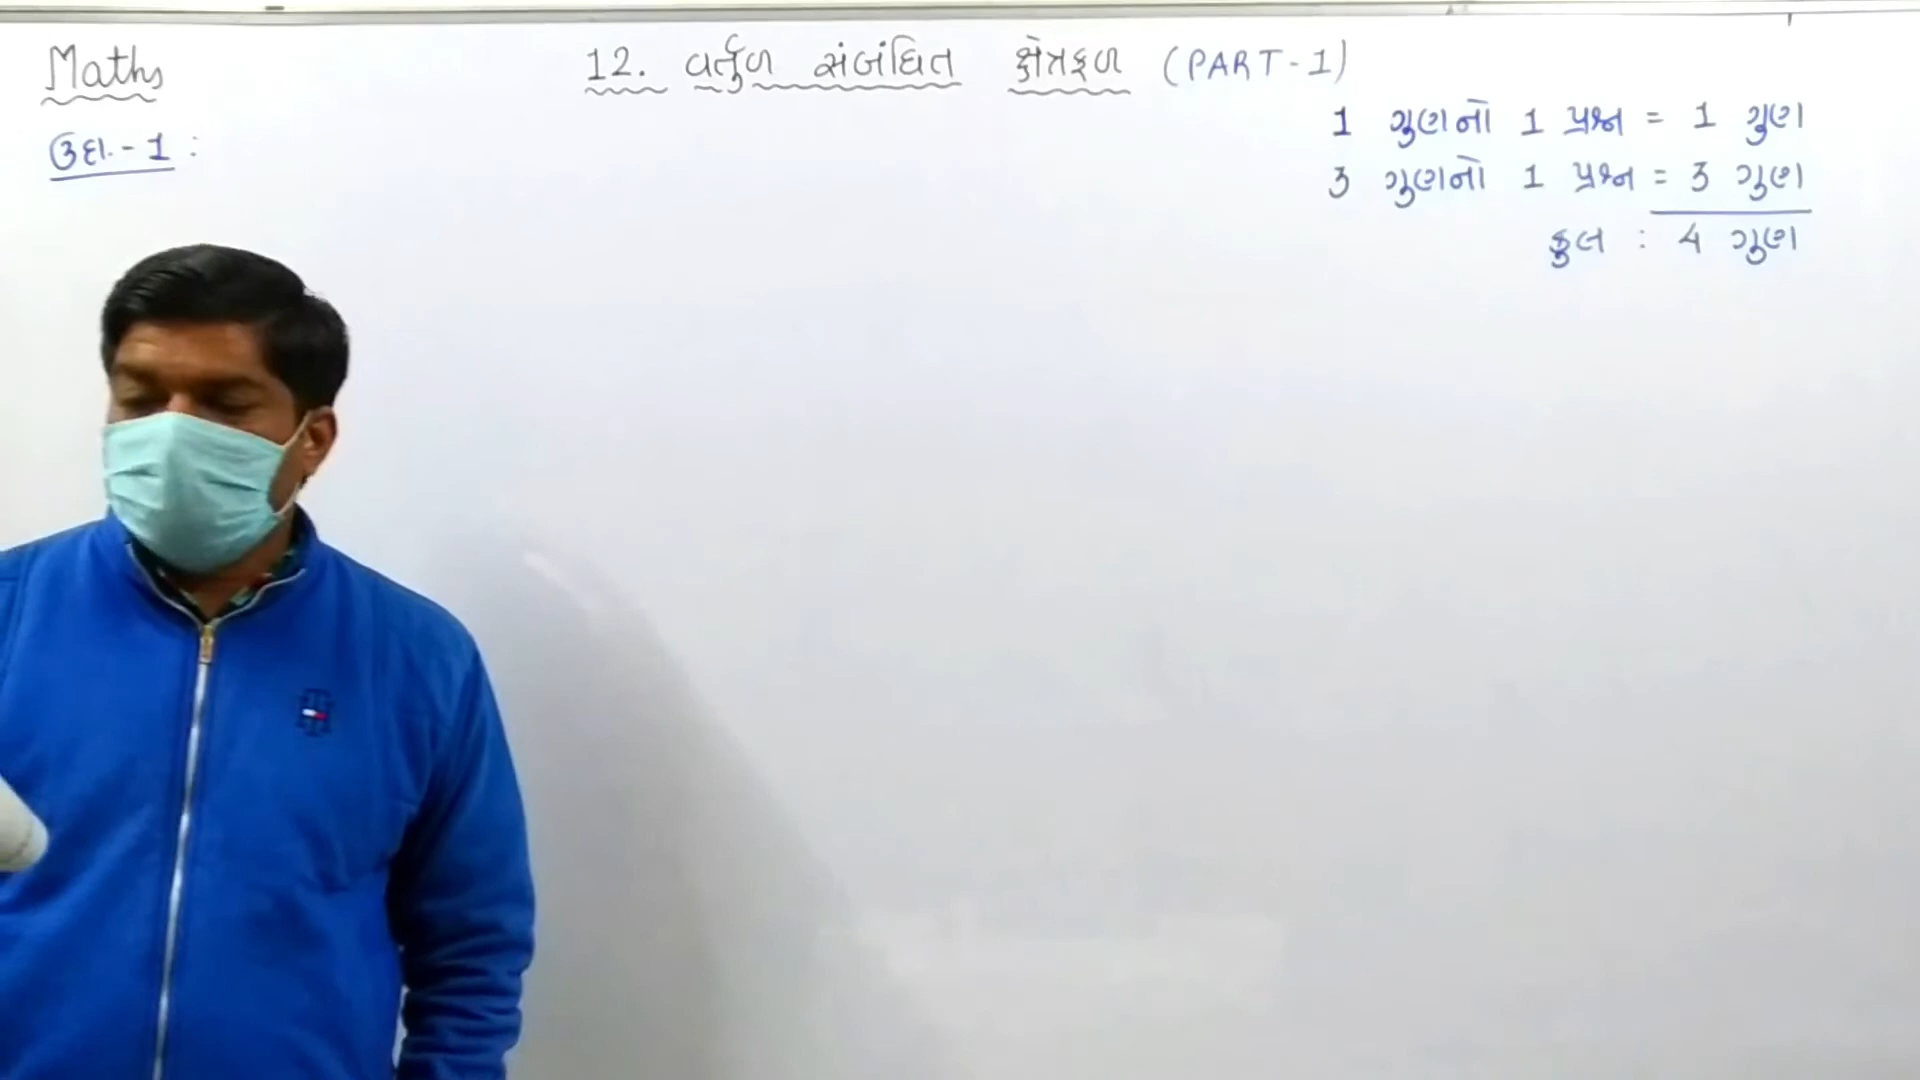 Maths
12. વર્તુળ સંબંધિત ક્ષેત્રફળ (PART-1)
ઉદા.-1 :
1 ગુણનો 1 પ્રશ્ન = 1 ગુણ
3 ગુણનો 1 પ્રશ્ન = 3 ગુણ
કુલ : 4 ગુણ